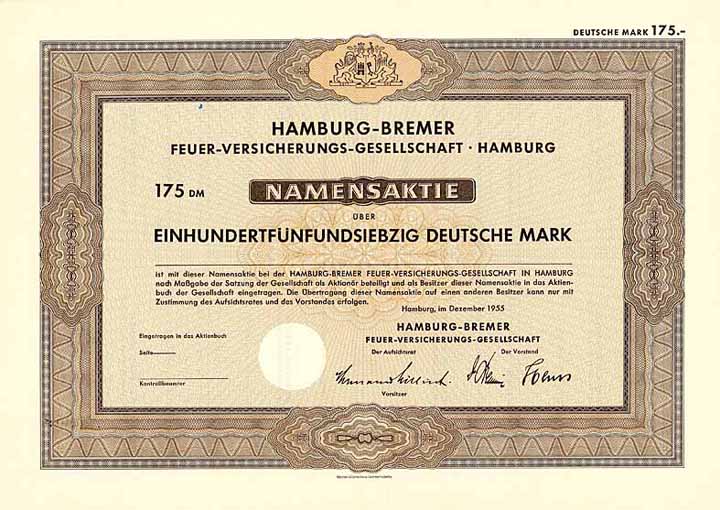 DEUTSCHE MARK 175.-
HAMBURG-BREMER
FEUER-VERSICHERUNGS-GESELLSCHAFT · HAMBURG
175 DM NAMENSAKTIE
ÜBER
EINHUNDERTFÜNFUNDSIEBZIG DEUTSCHE MARK
ist mit dieser Namensaktie bei der HAMBURG-BREMER FEUER-VERSICHERUNGS-GESELLSCHAFT IN HAMBURG
nach Maßgabe der Satzung der Gesellschaft als Aktionär beteiligt und als Besitzer dieser Namensaktie in das Aktien-
buch der Gesellschaft eingetragen. Die Übertragung dieser Namensaktie auf einen anderen Besitzer kann nur mit
Zustimmung des Aufsichtsrates und das Vorstandes erfolgen.
Hamburg, im Dezember 1955
HAMBURG-BREMER
FEUER-VERSICHERUNGS-GESELLSCHAFT
Eingetragen in das Aktienbuch
Seite
Kontrollbeamter
Der Aufsichtsrat Der Vorstand
Vorsitzer